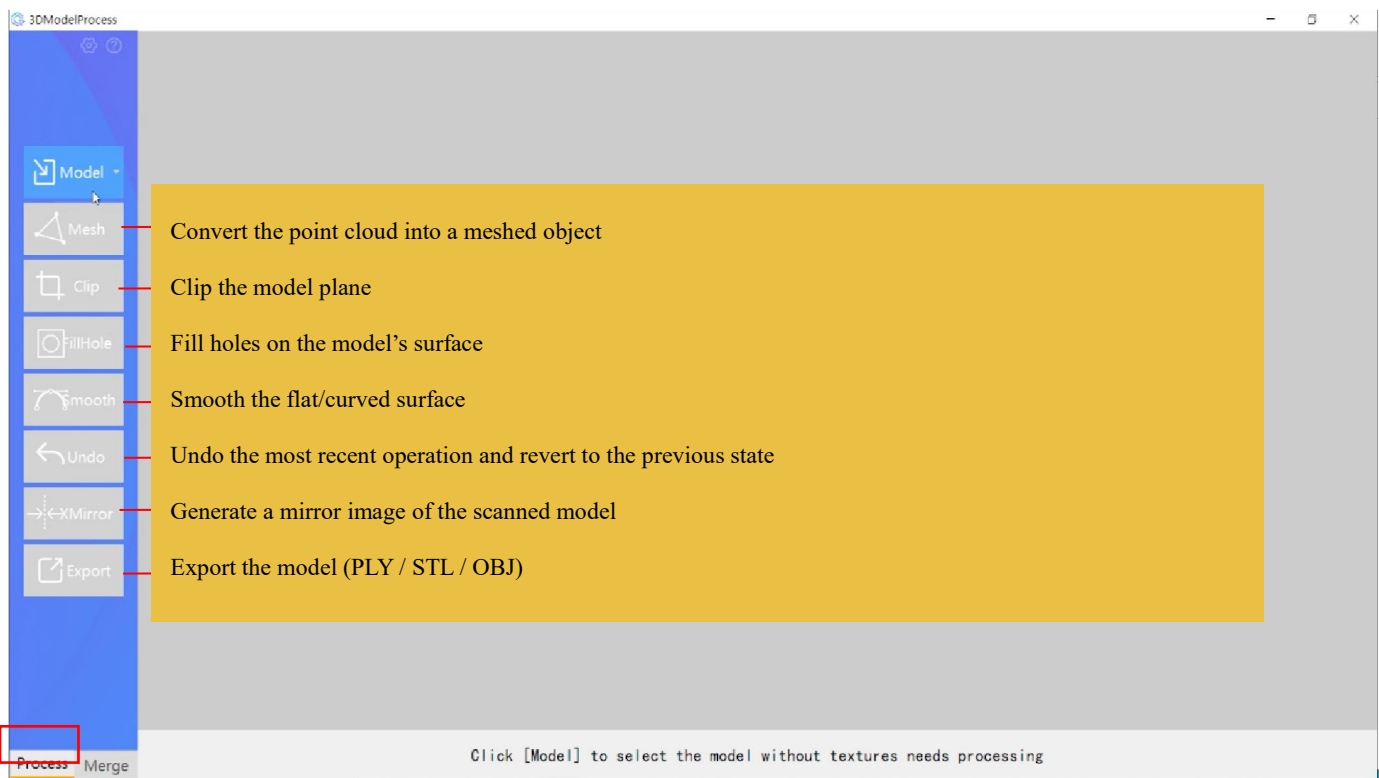 3DModelProcess
Model
Mesh
Convert the point cloud into a meshed object
Clip
Clip the model plane
FillHole
Fill holes on the model’s surface
Smooth
Smooth the flat/curved surface
Undo
Undo the most recent operation and revert to the previous state
XMirror
Generate a mirror image of the scanned model
Export
Export the model (PLY / STL / OBJ)
Click [Model] to select the model without textures needs processing
Process
Merge